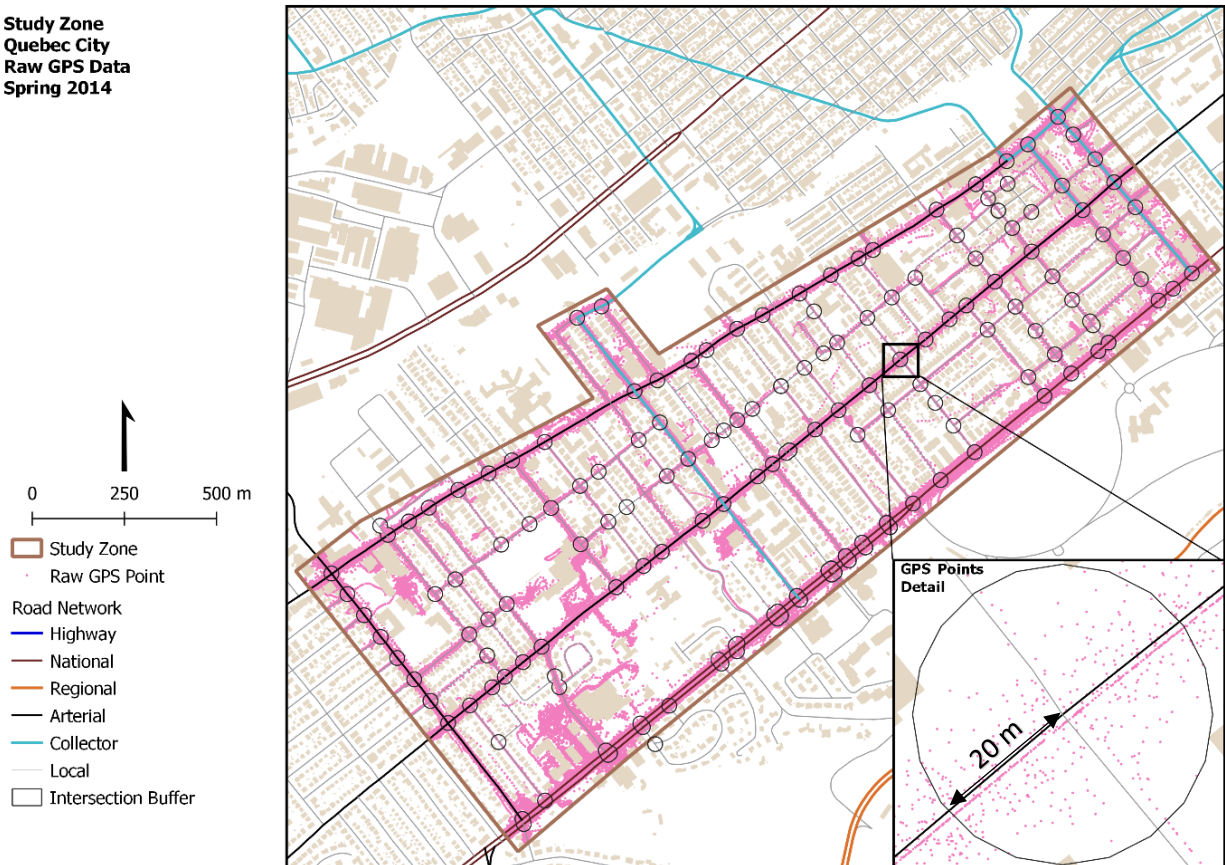 Study Zone
Quebec City
Raw GPS Data
Spring 2014
0 250 500 m
Study Zone
Raw GPS Point
Road Network
Highway
National
Regional
Arterial
Collector
Local
Intersection Buffer
GPS Points
Detail
20 m